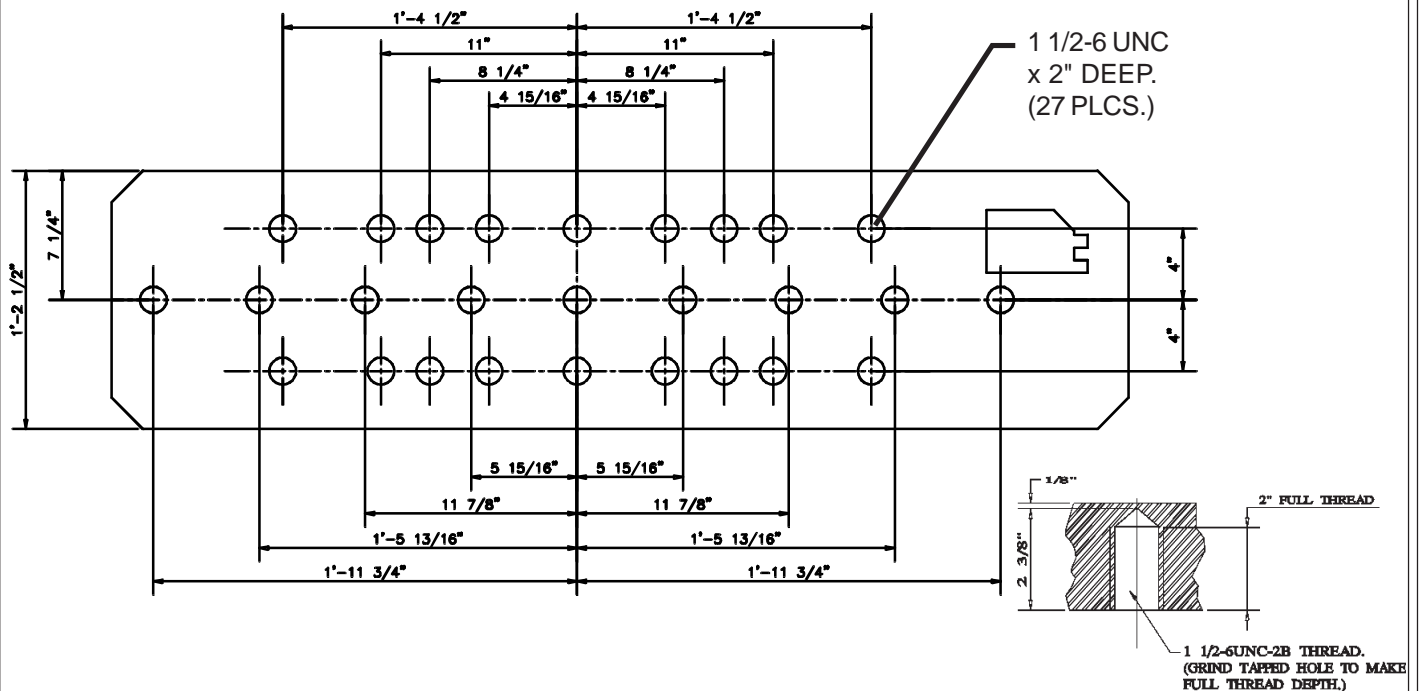 1'-4 1/2" 1'-4 1/2"
11" 11"
8 1/4" 8 1/4"
4 15/16" 4 15/16"
1 1/2-6 UNC
x 2" DEEP.
(27 PLCS.)
7 1/4"
1'-2 1/2"
4"
4"
5 15/16" 5 15/16"
11 7/8" 11 7/8"
1'-5 13/16" 1'-5 13/16"
1'-11 3/4" 1'-11 3/4"
1/8"
2" FULL THREAD
2 3/8"
1 1/2-6UNC-2B THREAD.
(GRIND TAPPED HOLE TO MAKE
FULL THREAD DEPTH.)